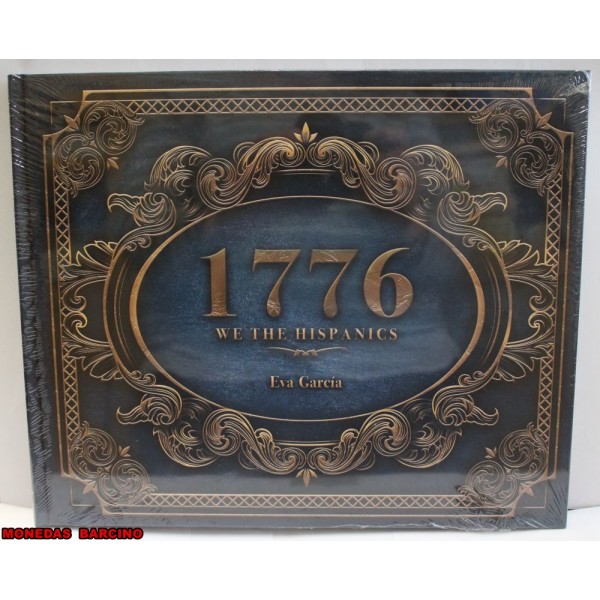 1776
WE THE HISPANICS
Eva García
MONEDAS BARCINO